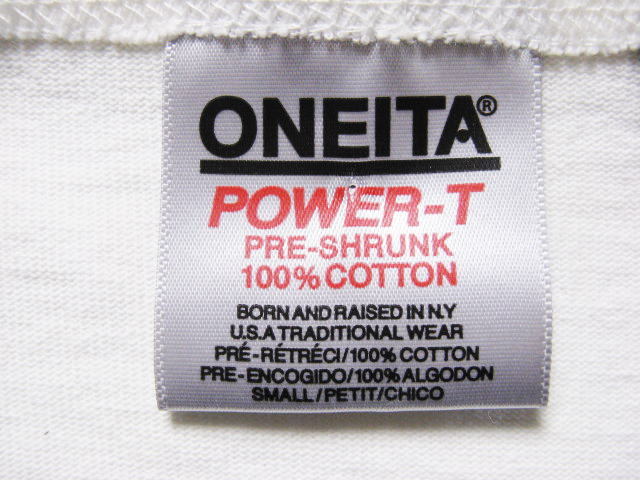 ONEITA®
POWER-T
PRE-SHRUNK
100% COTTON
BORN AND RAISED IN N.Y
U.S.A TRADITIONAL WEAR
PRÉ-RÉTRÉCI/100% COTTON
PRE-ENCOGIDO/100% ALGODON
SMALL/PETIT/CHICO